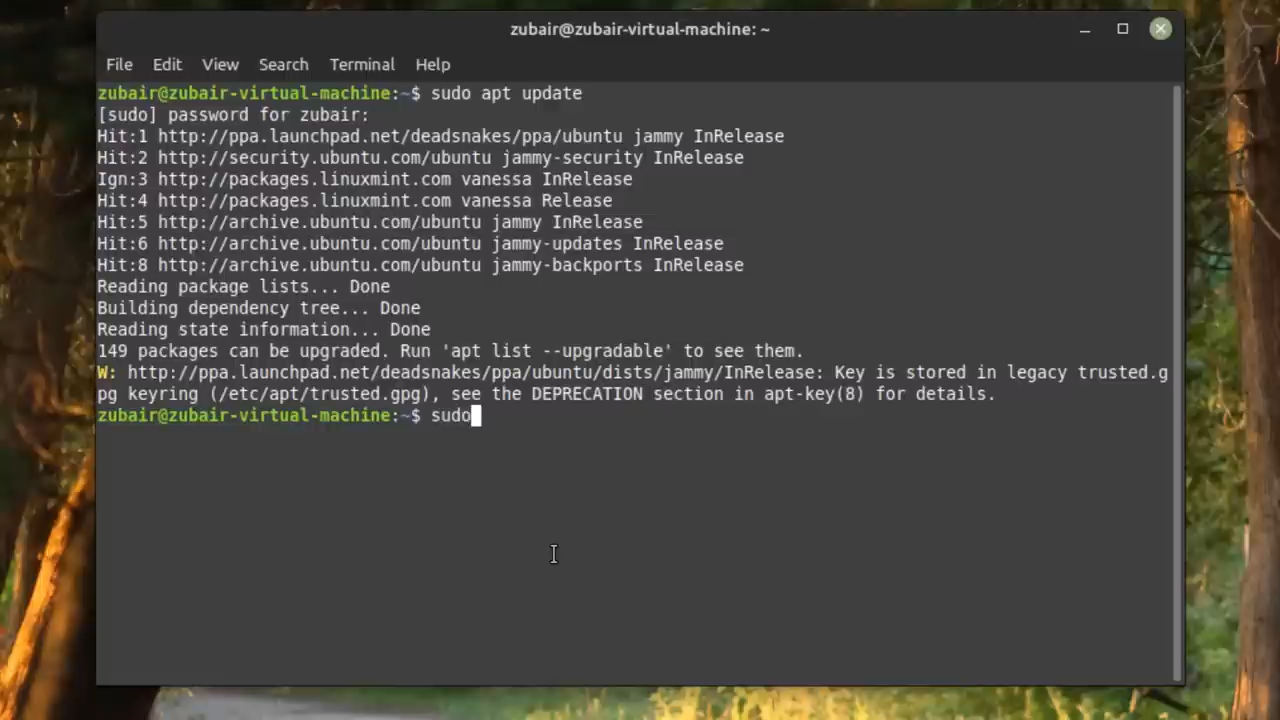 zubair@zubair-virtual-machine: ~
File Edit View Search Terminal Help
zubair@zubair-virtual-machine:~$ sudo apt update
[sudo] password for zubair:
Hit:1 http://ppa.launchpad.net/deadsnakes/ppa/ubuntu jammy InRelease
Hit:2 http://security.ubuntu.com/ubuntu jammy-security InRelease
Ign:3 http://packages.linuxmint.com vanessa InRelease
Hit:4 http://packages.linuxmint.com vanessa Release
Hit:5 http://archive.ubuntu.com/ubuntu jammy InRelease
Hit:6 http://archive.ubuntu.com/ubuntu jammy-updates InRelease
Hit:8 http://archive.ubuntu.com/ubuntu jammy-backports InRelease
Reading package lists... Done
Building dependency tree... Done
Reading state information... Done
149 packages can be upgraded. Run 'apt list --upgradable' to see them.
W: http://ppa.launchpad.net/deadsnakes/ppa/ubuntu/dists/jammy/InRelease: Key is stored in legacy trusted.g
pg keyring (/etc/apt/trusted.gpg), see the DEPRECATION section in apt-key(8) for details.
zubair@zubair-virtual-machine:~$ sudo